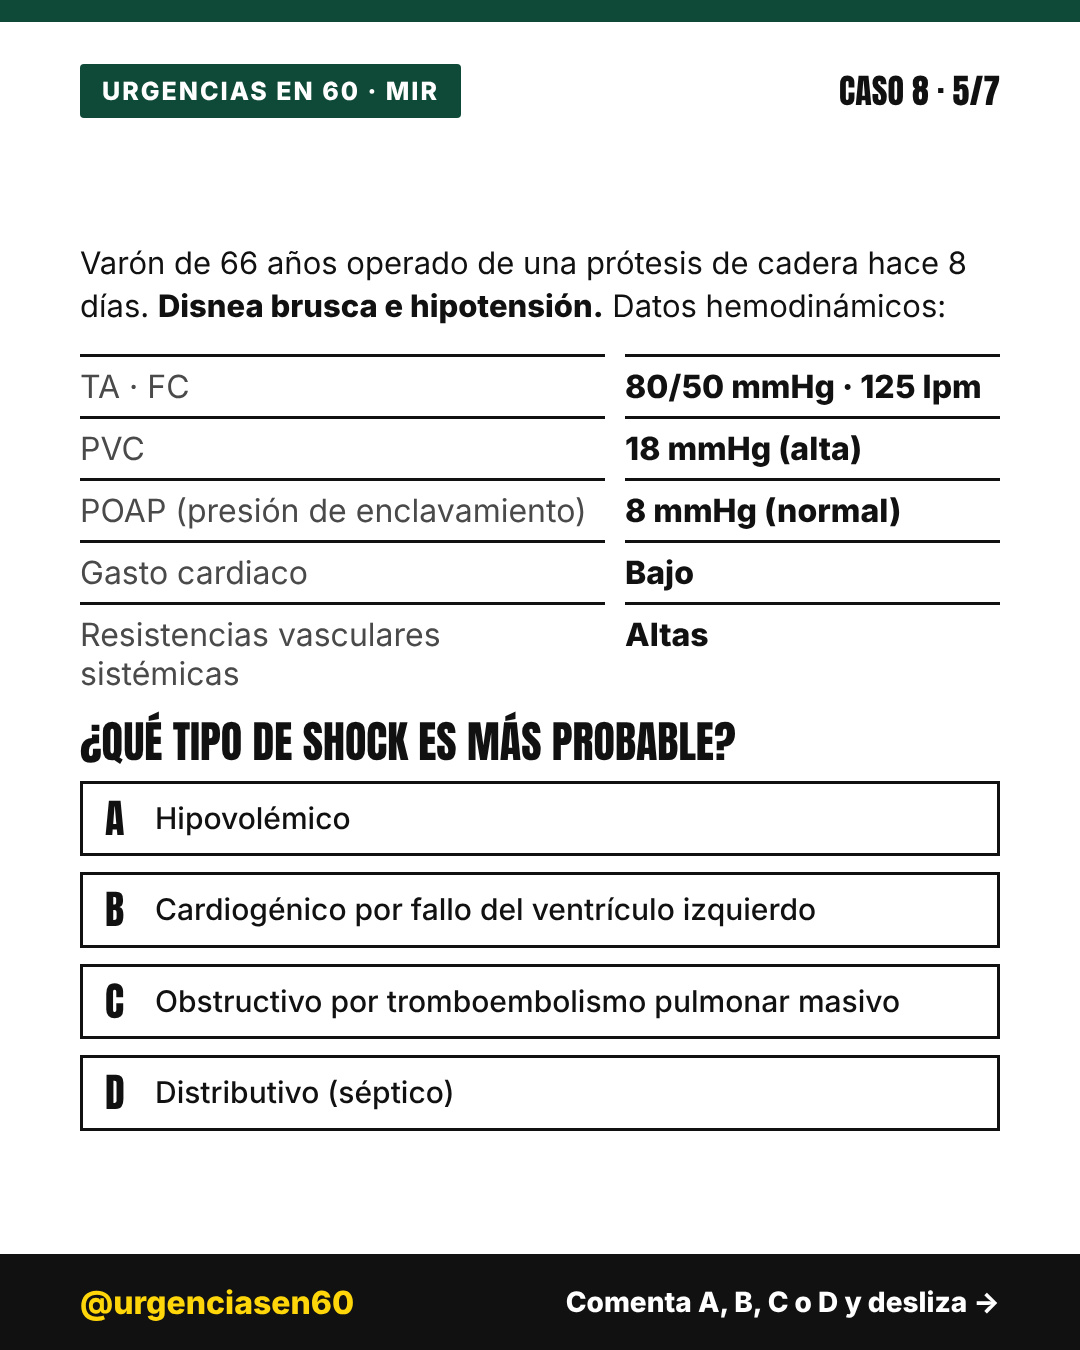 URGENCIAS EN 60 · MIR
CASO 8 · 5/7
Varón de 66 años operado de una prótesis de cadera hace 8
días. Disnea brusca e hipotensión. Datos hemodinámicos:
TA · FC
80/50 mmHg · 125 lpm
PVC
18 mmHg (alta)
POAP (presión de enclavamiento)
8 mmHg (normal)
Gasto cardiaco
Bajo
Resistencias vasculares
sistémicas
Altas
¿QUÉ TIPO DE SHOCK ES MÁS PROBABLE?
A Hipovolémico
B Cardiogénico por fallo del ventrículo izquierdo
C Obstructivo por tromboembolismo pulmonar masivo
D Distributivo (séptico)
@urgenciasen60
Comenta A, B, C o D y desliza →